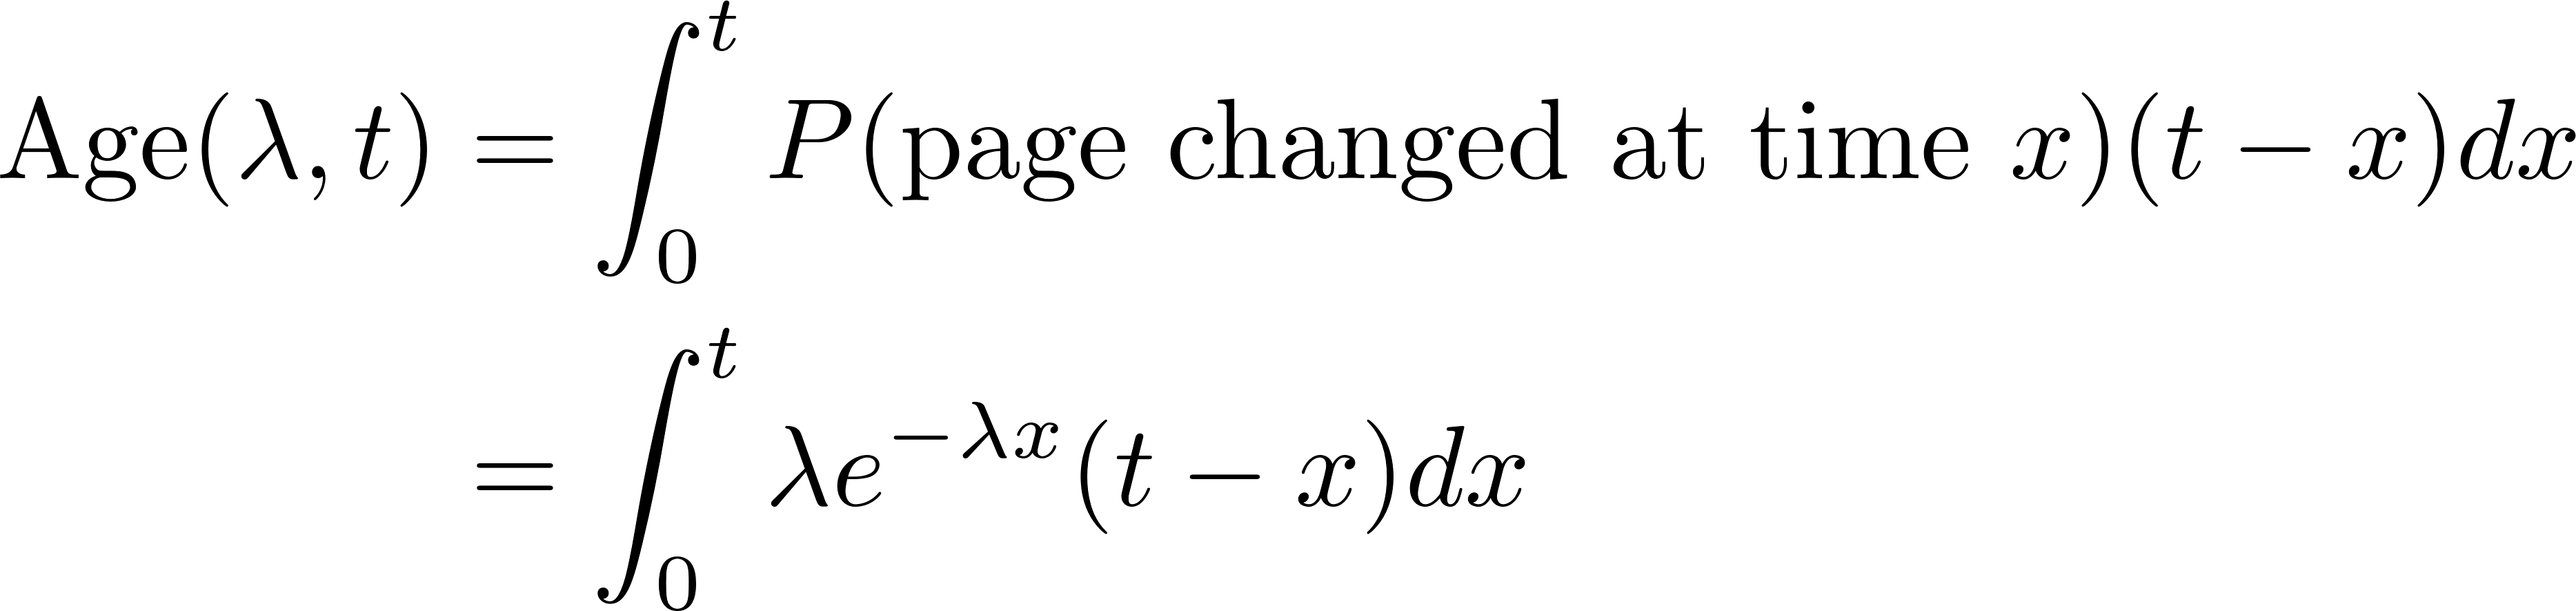 Age(λ, t) = ∫₀ᵗ P(page changed at time x)(t − x)dx
= ∫₀ᵗ λe^{−λx}(t − x)dx